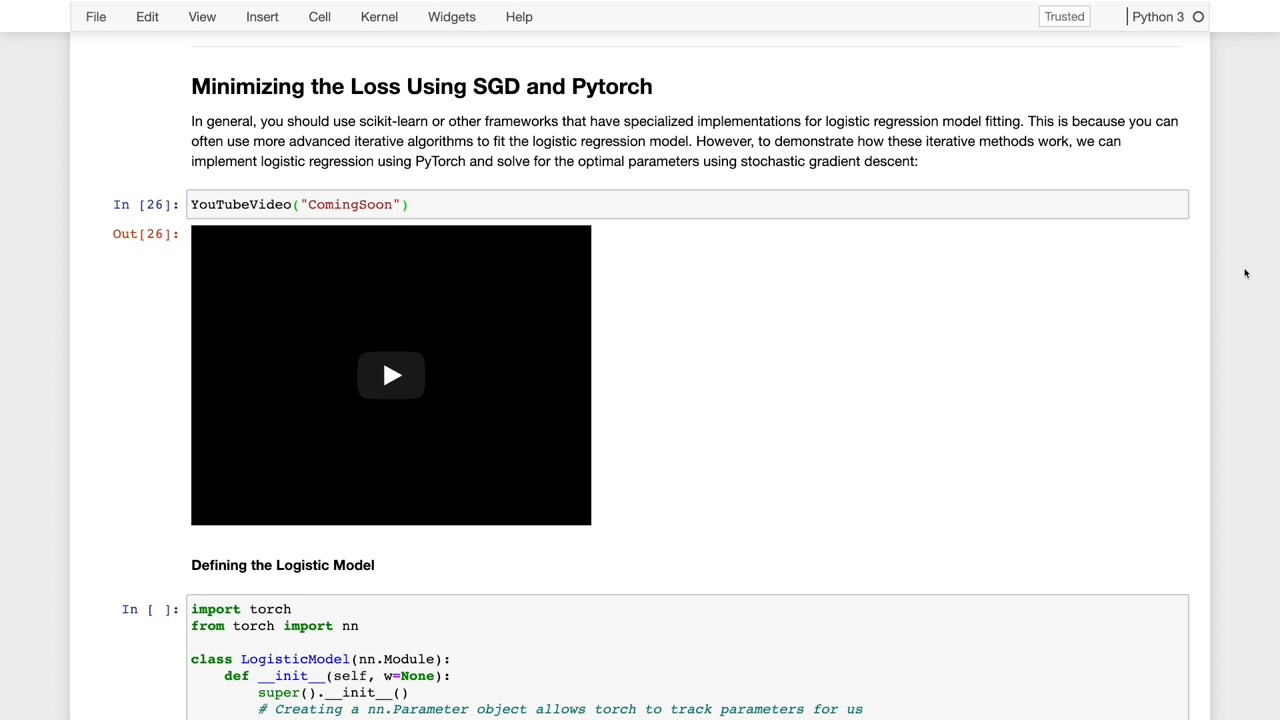 File Edit View Insert Cell Kernel Widgets Help Trusted Python 3
Minimizing the Loss Using SGD and Pytorch
In general, you should use scikit-learn or other frameworks that have specialized implementations for logistic regression model fitting. This is because you can
often use more advanced iterative algorithms to fit the logistic regression model. However, to demonstrate how these iterative methods work, we can
implement logistic regression using PyTorch and solve for the optimal parameters using stochastic gradient descent:
In [26]: YouTubeVideo("ComingSoon")
Out[26]:
Defining the Logistic Model
In [ ]: import torch
from torch import nn
class LogisticModel(nn.Module):
def __init__(self, w=None):
super().__init__()
# Creating a nn.Parameter object allows torch to track parameters for us